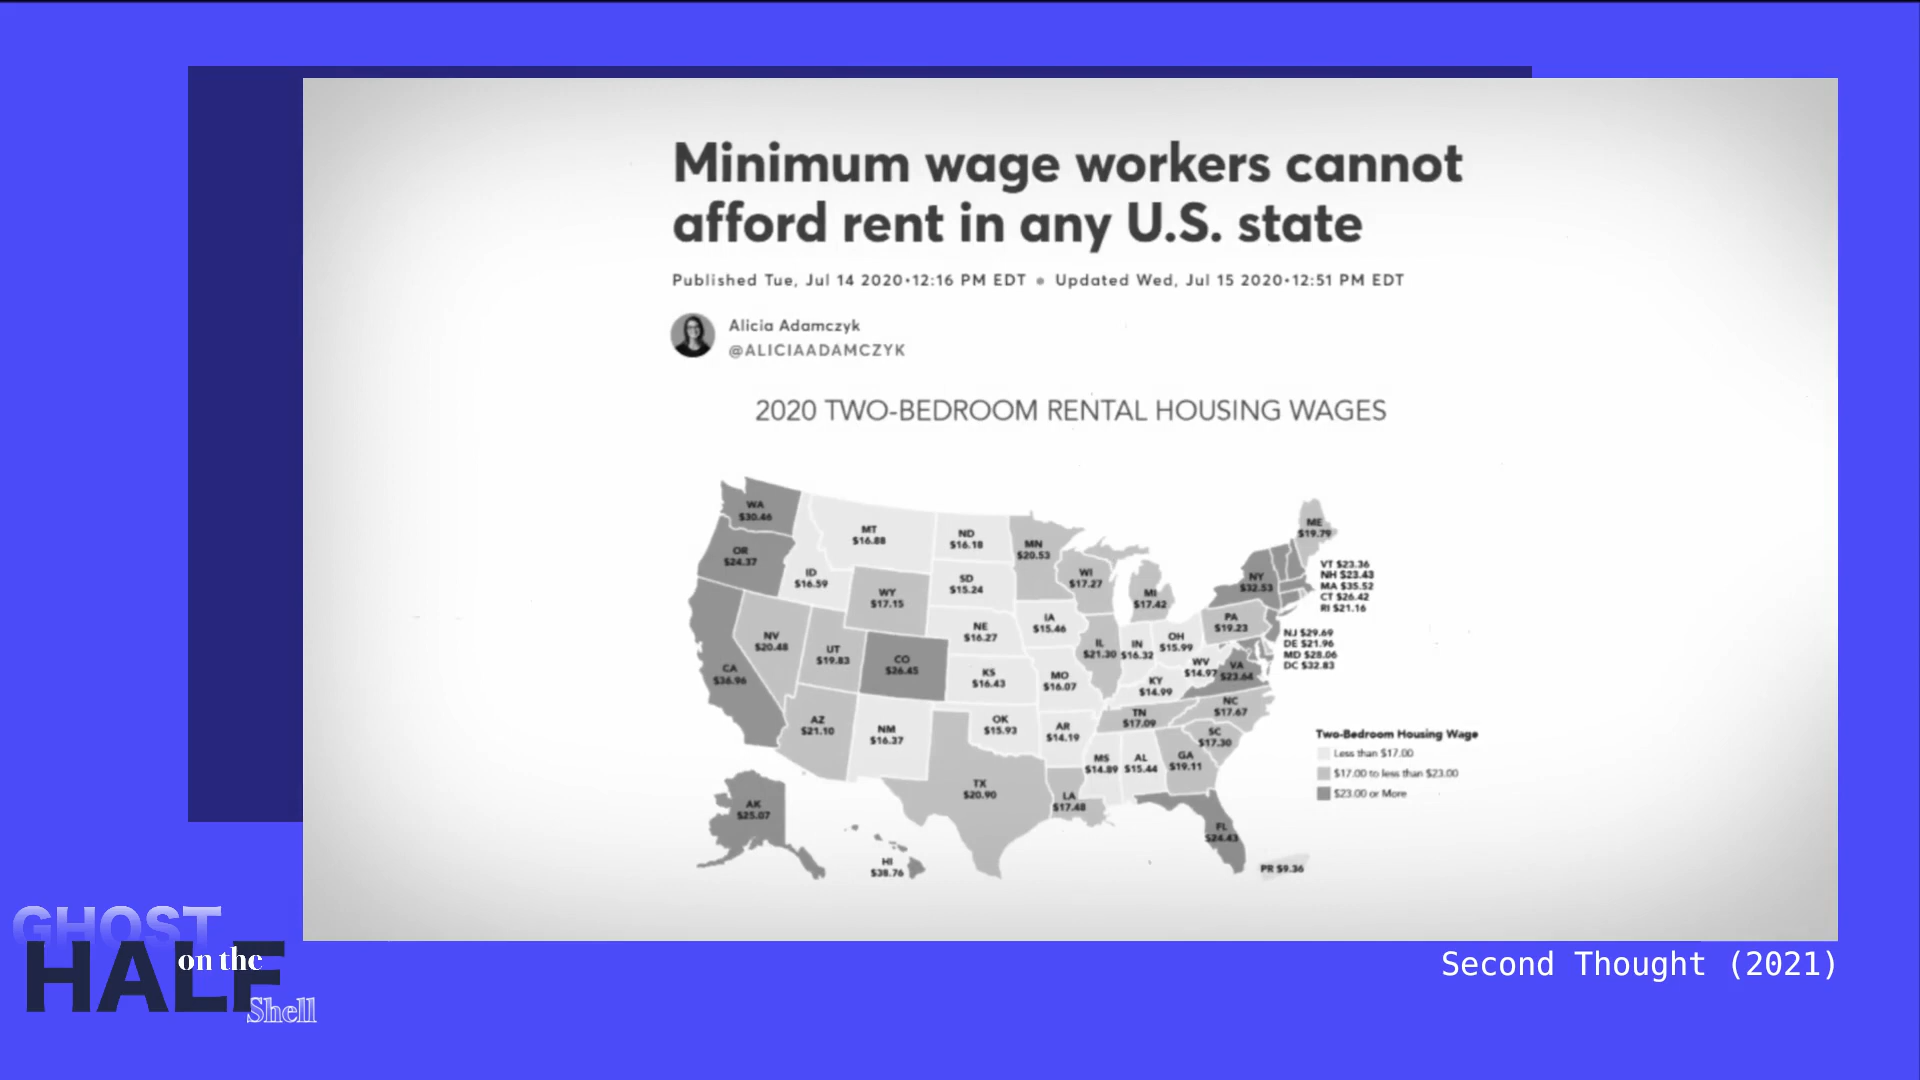 Minimum wage workers cannot
afford rent in any U.S. state
Published Tue, Jul 14 2020•12:16 PM EDT • Updated Wed, Jul 15 2020•12:51 PM EDT
Alicia Adamczyk
@ALICIAADAMCZYK
2020 TWO-BEDROOM RENTAL HOUSING WAGES
WA
$30.46
OR
$24.37
CA
$36.96
ID
$16.59
NV
$20.48
MT
$16.88
WY
$17.15
UT
$19.83
CO
$26.45
AZ
$21.10
NM
$16.37
ND
$16.18
SD
$15.24
NE
$16.27
KS
$16.43
OK
$15.93
TX
$20.90
MN
$20.53
IA
$15.46
MO
$16.07
AR
$14.19
LA
$17.48
WI
$17.27
IL
$21.30
MI
$17.42
IN
$16.32
OH
$15.99
KY
$14.99
TN
$17.09
MS
$14.89
AL
$15.44
GA
$19.11
FL
$24.43
SC
$17.30
NC
$17.67
VA
$23.64
WV
$14.97
PA
$19.23
NY
$32.53
ME
$19.79
VT $23.36
NH $23.43
MA $35.52
CT $26.42
RI $21.16
NJ $29.69
DE $21.96
MD $28.06
DC $32.83
AK
$25.07
HI
$38.76
PR $9.36
Two-Bedroom Housing Wage
Less than $17.00
$17.00 to less than $23.00
$23.00 or More
GHOST
HALF
on the
Shell
Second Thought (2021)